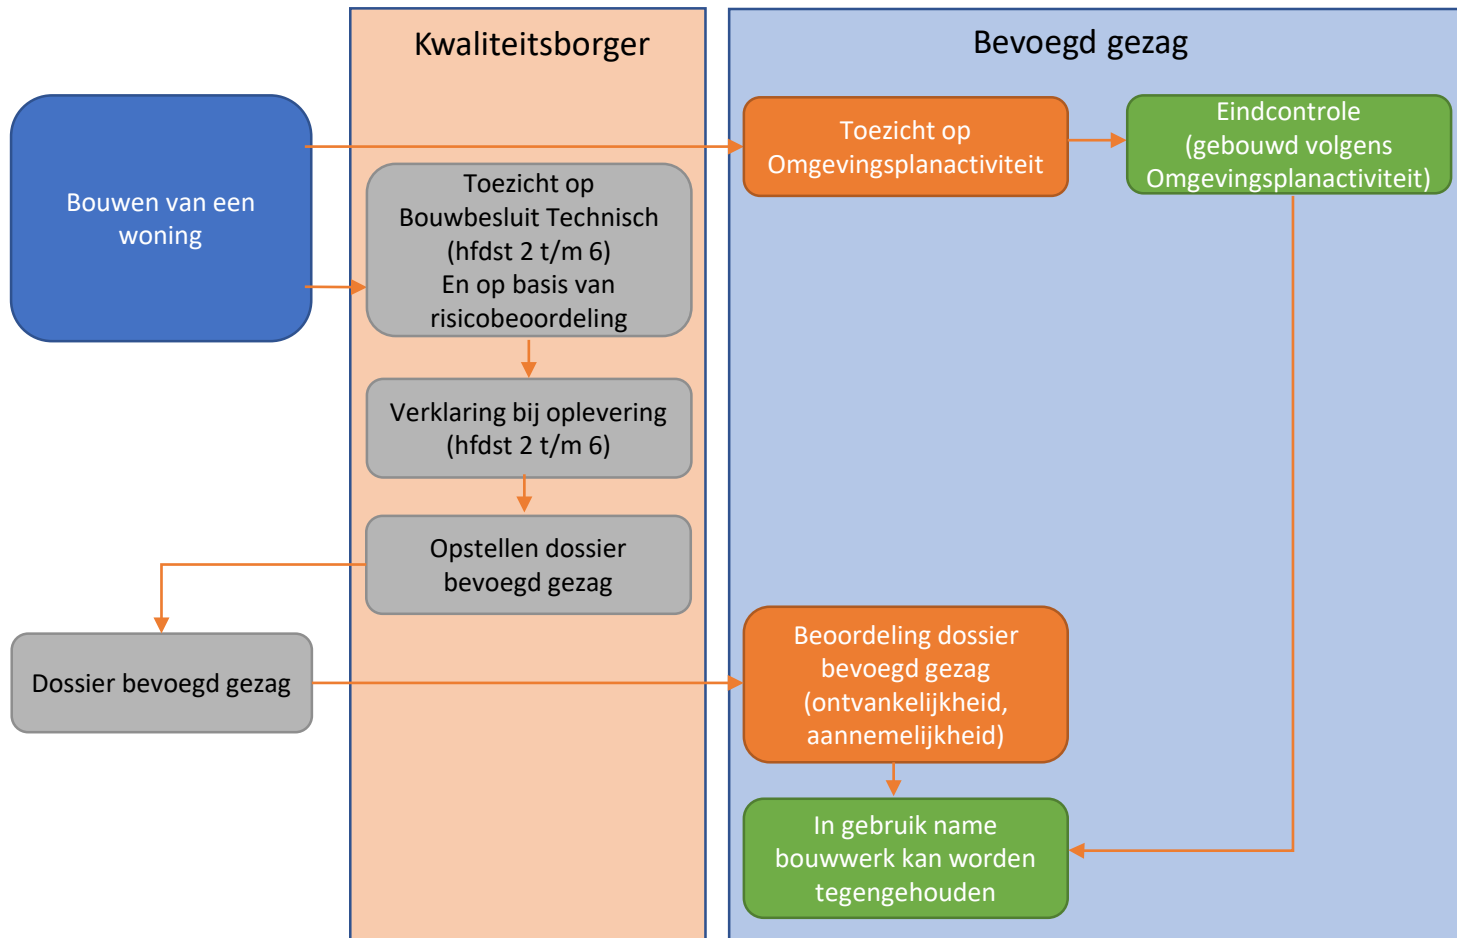 Kwaliteitsborger
Bevoegd gezag
Bouwen van een
woning
Toezicht op
Bouwbesluit Technisch
(hfdst 2 t/m 6)
En op basis van
risicobeoordeling
Verklaring bij oplevering
(hfdst 2 t/m 6)
Opstellen dossier
bevoegd gezag
Dossier bevoegd gezag
Toezicht op
Omgevingsplanactiviteit
Eindcontrole
(gebouwd volgens
Omgevingsplanactiviteit)
Beoordeling dossier
bevoegd gezag
(ontvankelijkheid,
aannemelijkheid)
In gebruik name
bouwwerk kan worden
tegengehouden